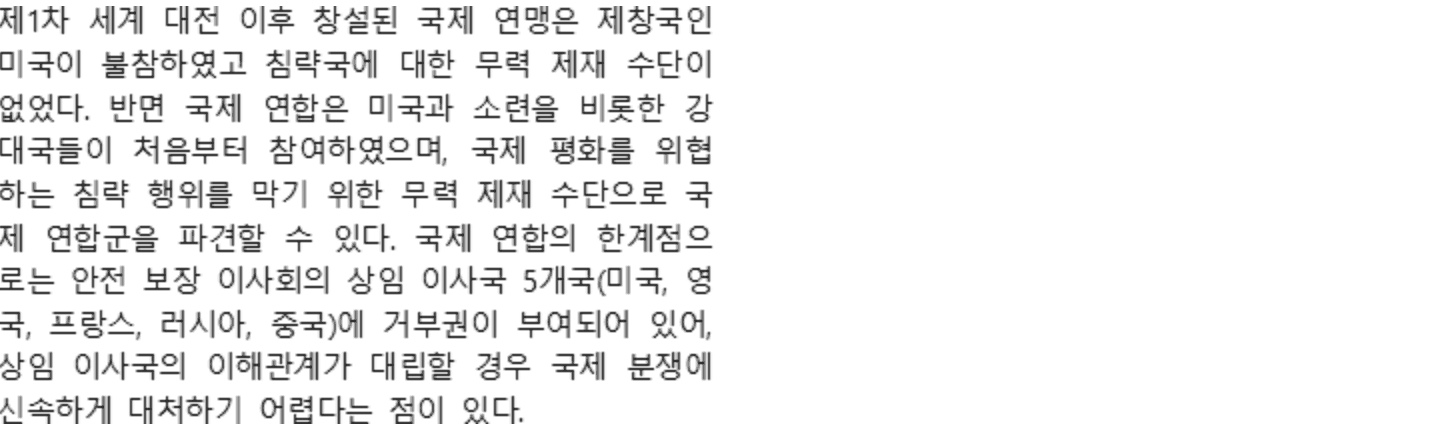 제1차 세계 대전 이후 창설된 국제 연맹은 제창국인
미국이 불참하였고 침략국에 대한 무력 제재 수단이
없었다. 반면 국제 연합은 미국과 소련을 비롯한 강
대국들이 처음부터 참여하였으며, 국제 평화를 위협
하는 침략 행위를 막기 위한 무력 제재 수단으로 국
제 연합군을 파견할 수 있다. 국제 연합의 한계점으
로는 안전 보장 이사회의 상임 이사국 5개국(미국, 영
국, 프랑스, 러시아, 중국)에 거부권이 부여되어 있어,
상임 이사국의 이해관계가 대립할 경우 국제 분쟁에
신속하게 대처하기 어렵다는 점이 있다.